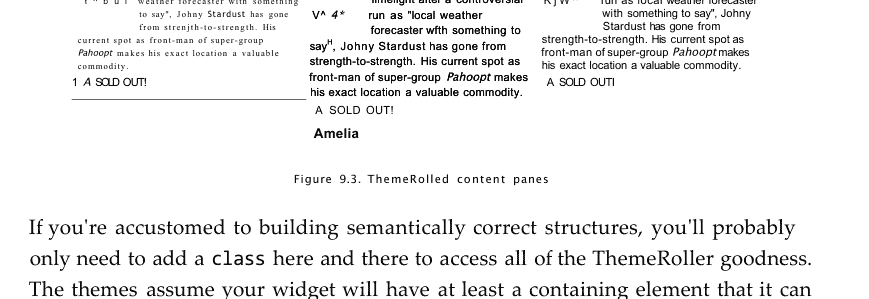 weather forecaster with something
to say", Johny Stardust has gone
from strenjth-to-strength. His
current spot as front-man of super-group
Pahoopt makes his exact location a valuable
commodity.
1 A SOLD OUT!
limelight after a controversial
V^ 4* run as "local weather
forecaster wfth something to
sayH, Johny Stardust has gone from
strength-to-strength. His current spot as
front-man of super-group Pahoopt makes
his exact location a valuable commodity.
A SOLD OUT!
Amelia
run as "local weather forecaster
with something to say", Johny
Stardust has gone from
strength-to-strength. His current spot as
front-man of super-group Pahoopt makes
his exact location a valuable commodity.
A SOLD OUTI
Figure 9.3. ThemeRolled content panes
If you're accustomed to building semantically correct structures, you'll probably
only need to add a class here and there to access all of the ThemeRoller goodness.
The themes assume your widget will have at least a containing element that it can